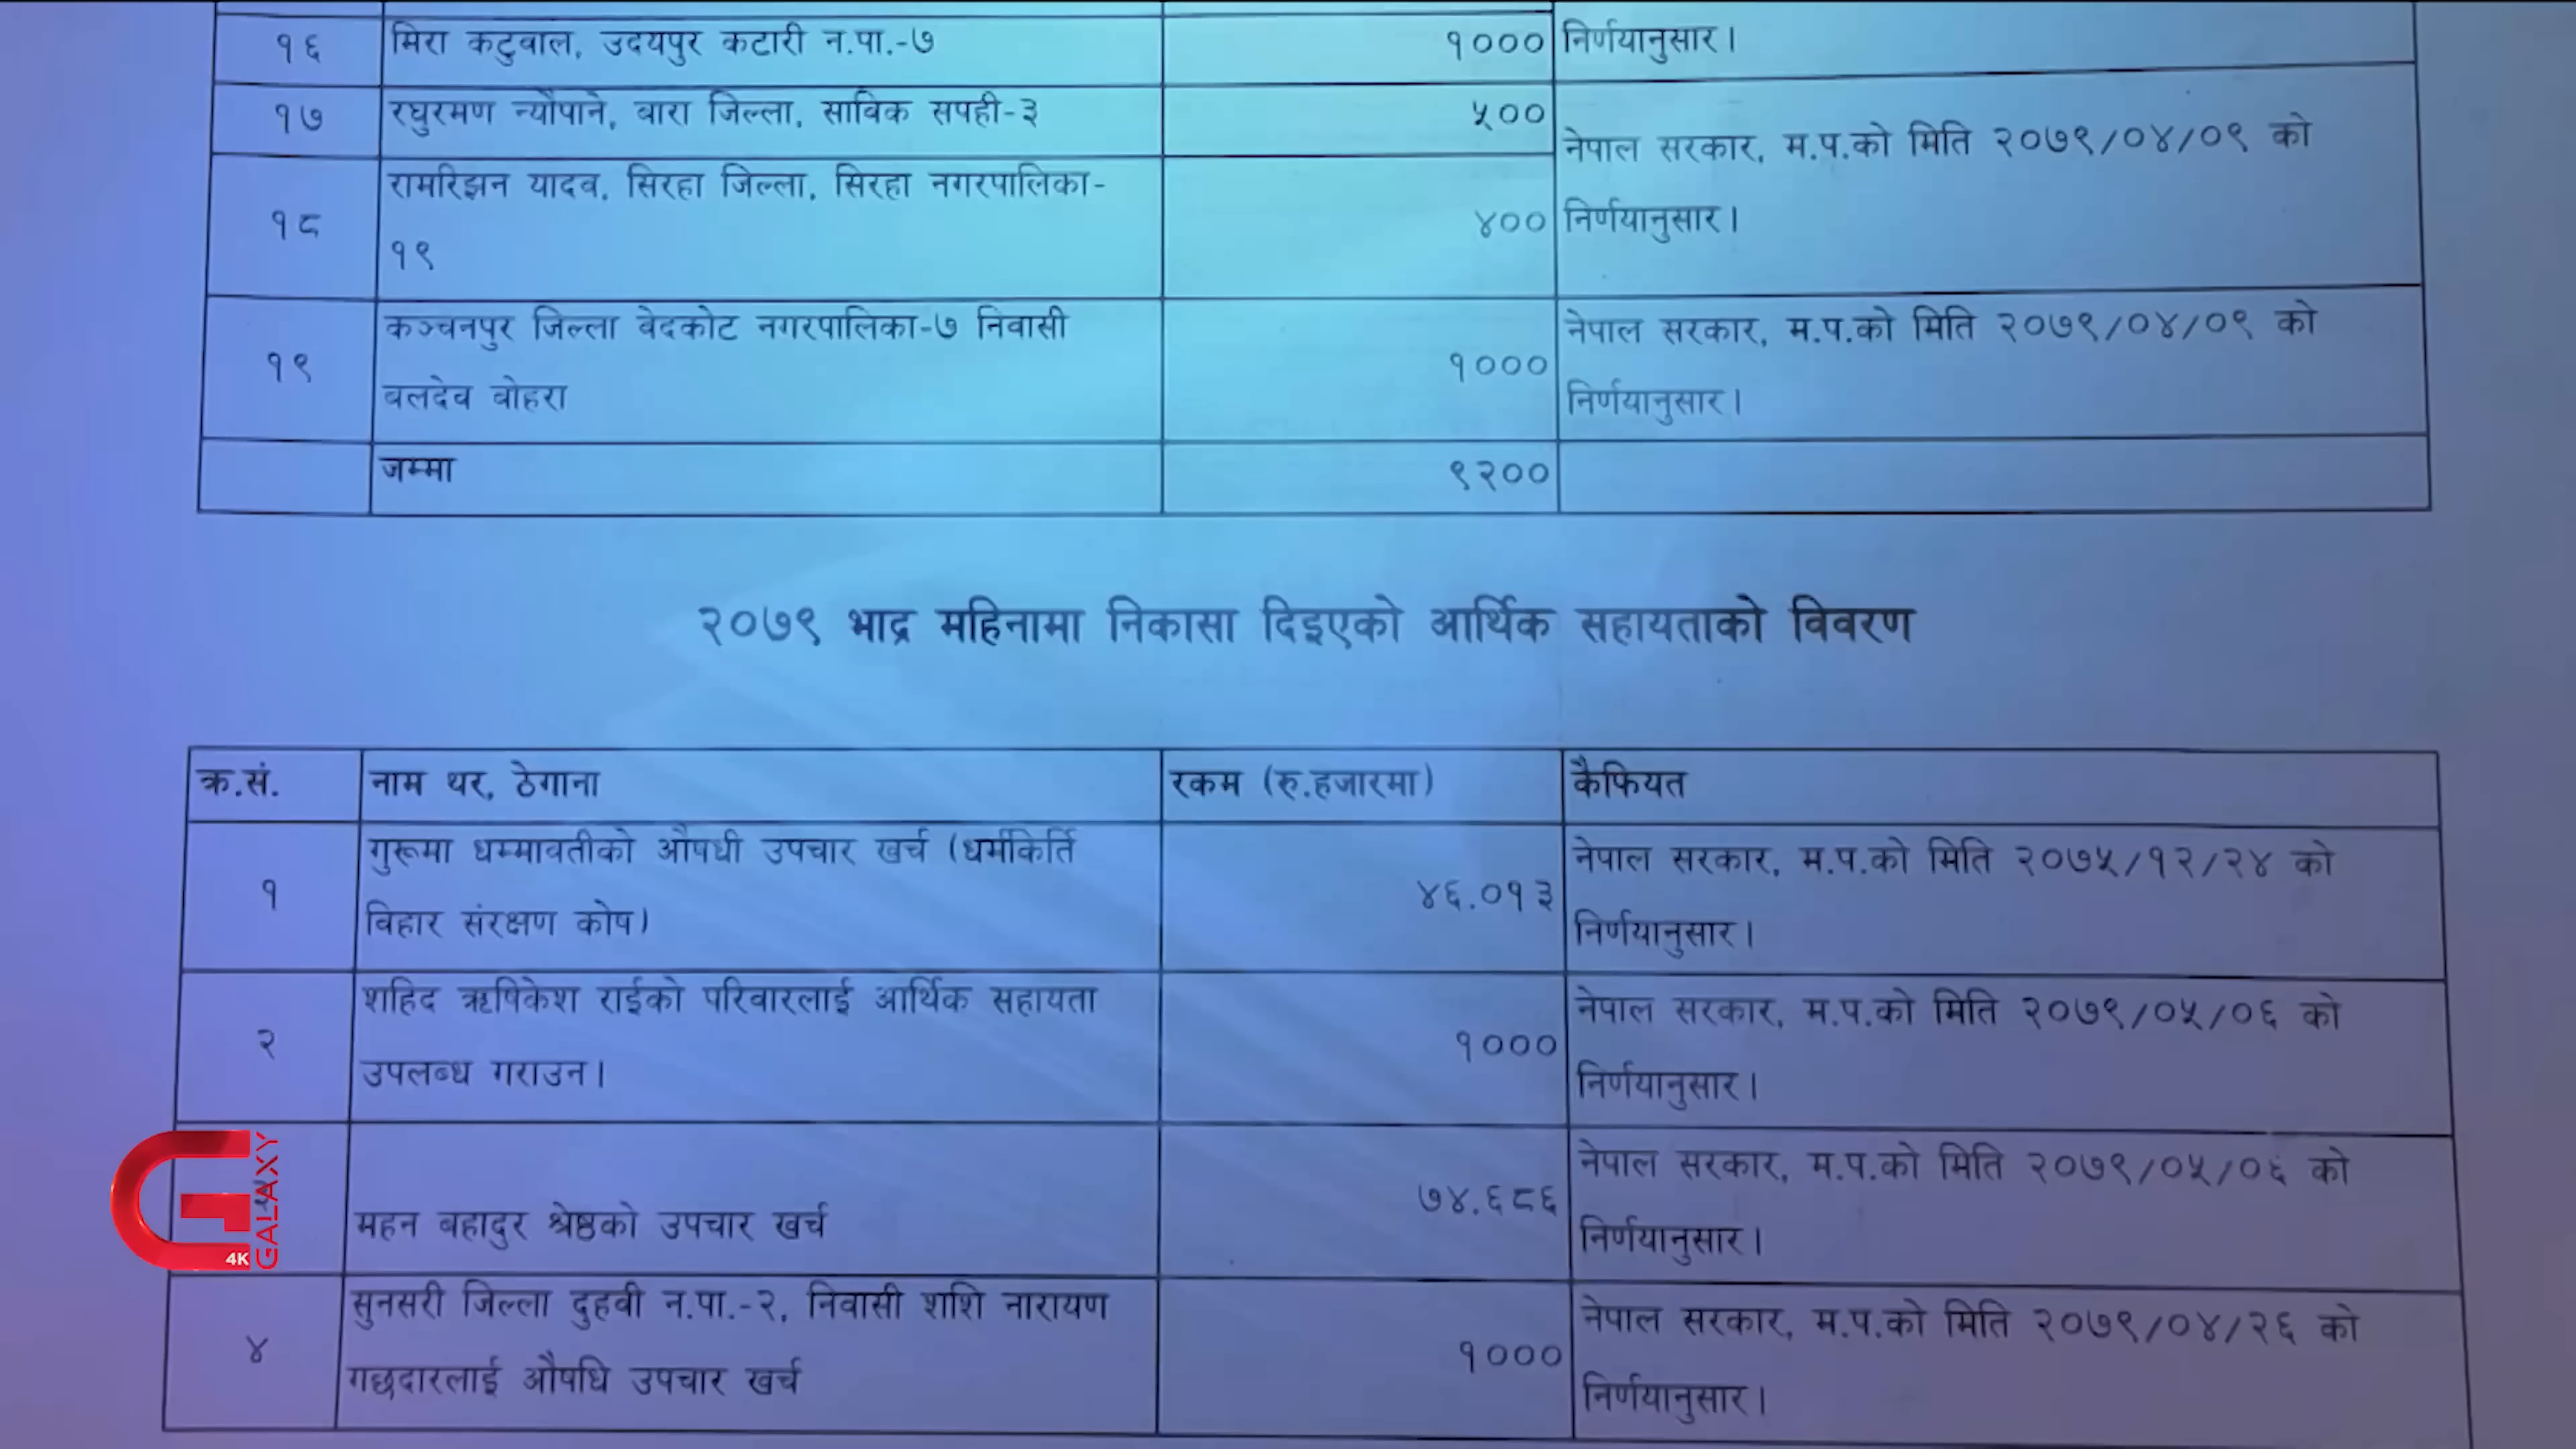 १६ मिरा कटुवाल, उदयपुर कटारी न.पा.-७ १००० निर्णयानुसार।
१७ रघुरमण न्यौपाने, बारा जिल्ला, साविक सपही-३ ५००
नेपाल सरकार, म.प.को मिति २०७९/०४/०९ को
रामरिझन यादव, सिरहा जिल्ला, सिरहा नगरपालिका-
१८ ४०० निर्णयानुसार।
१९
कञ्चनपुर जिल्ला बेदकोट नगरपालिका-७ निवासी नेपाल सरकार, म.प.को मिति २०७९/०४/०९ को
१९ १०००
बलदेव बोहरा निर्णयानुसार।
जम्मा ९२००
२०७९ भाद्र महिनामा निकासा दिइएको आर्थिक सहायताको विवरण
क्र.सं. नाम थर, ठेगाना रकम (रु.हजारमा) कैफियत
गुरूमा धम्मावतीको औषधी उपचार खर्च (धर्मकिर्ति नेपाल सरकार, म.प.को मिति २०७५/१२/२४ को
१ ४६.०१३
विहार संरक्षण कोष) निर्णयानुसार।
शहिद ऋषिकेश राईको परिवारलाई आर्थिक सहायता नेपाल सरकार, म.प.को मिति २०७९/०५/०६ को
२ १०००
उपलब्ध गराउन। निर्णयानुसार।
नेपाल सरकार, म.प.को मिति २०७९/०५/०६ को
७४.६८६
महन बहादुर श्रेष्ठको उपचार खर्च निर्णयानुसार।
सुनसरी जिल्ला दुहवी न.पा.-२, निवासी शशि नारायण नेपाल सरकार, म.प.को मिति २०७९/०४/२६ को
४ १०००
गछदारलाई औषधि उपचार खर्च निर्णयानुसार।
GALAXY
4K